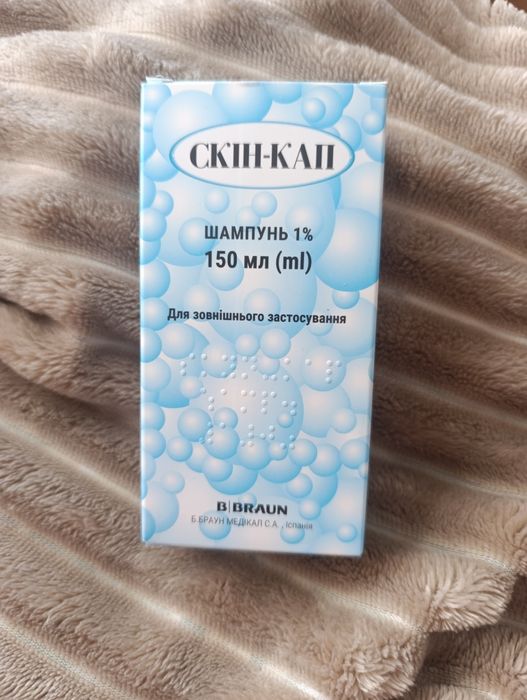 СКІН-КАП
ШАМПУНЬ 1%
150 мл (ml)
Для зовнішнього застосування
B|BRAUN
Б.БРАУН МЕДІКАЛ С.А., Іспанія